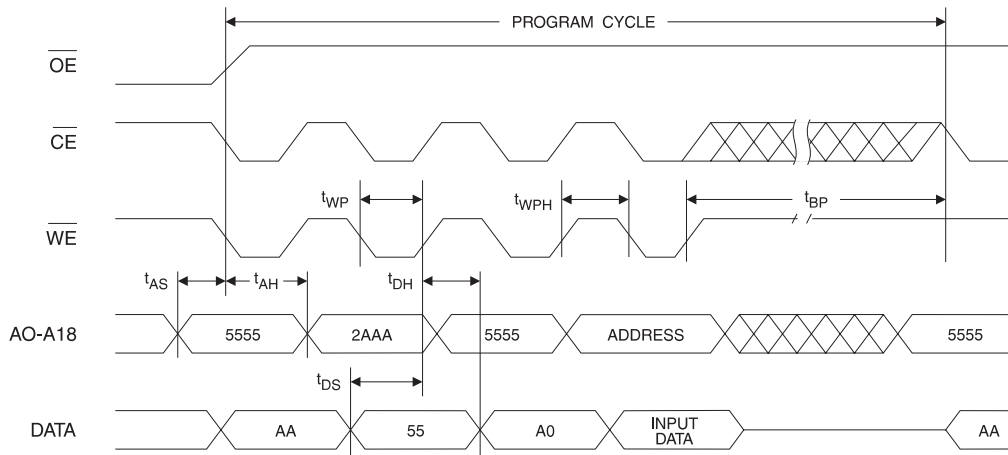 PROGRAM CYCLE
OE
CE
tWP
tWPH
tBP
WE
tAS
tAH
tDH
AO-A18
5555
2AAA
5555
ADDRESS
5555
tDS
DATA
AA
55
A0
INPUT
DATA
AA